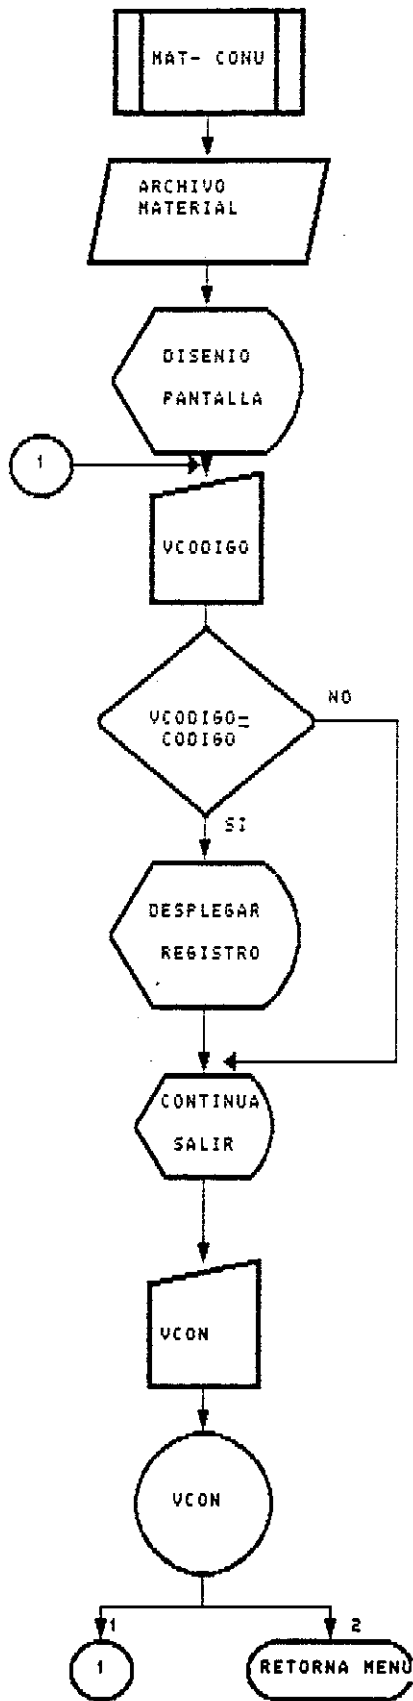 MAT- CONU
ARCHIVO
MATERIAL
DISENIO
PANTALLA
1
VCODIGO
VCODIGO=
CODIGO
NO
SI
DESPLEGAR
REGISTRO
CONTINUA
SALIR
VCON
VCON
1
2
1
RETORNA MENU